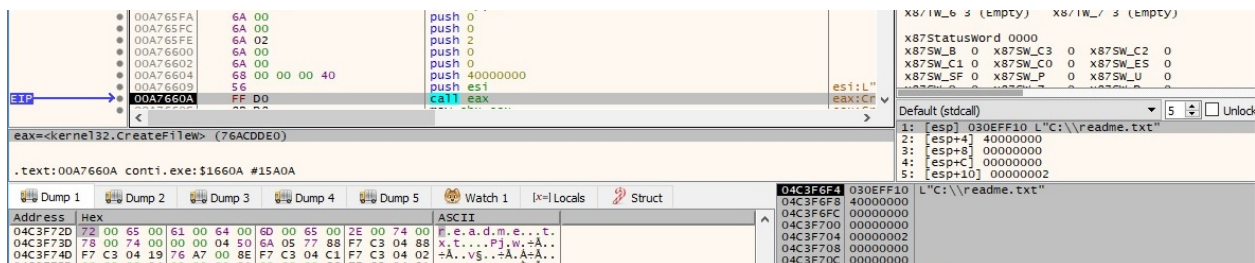 00A765FA 6A 00 push 0
00A765FC 6A 00 push 0
00A765FE 6A 02 push 2
00A76600 6A 00 push 0
00A76602 6A 00 push 0
00A76604 68 00 00 00 40 push 40000000
00A76609 56 push esi esi:L"
EIP 00A7660A FF D0 call eax eax:Cr
eax=<kernel32.CreateFileW> (76ACDDE0)
.text:00A7660A conti.exe:$1660A #15A0A
x87TW_6 3 (Empty) x87TW_7 3 (Empty)
x87StatusWord 0000
x87SW_B 0 x87SW_C3 0 x87SW_C2 0
x87SW_C1 0 x87SW_C0 0 x87SW_ES 0
x87SW_SF 0 x87SW_P 0 x87SW_U 0
Default (stdcall) 5 Unlock
1: [esp] 030EFF10 L"C:\\readme.txt"
2: [esp+4] 40000000
3: [esp+8] 00000000
4: [esp+C] 00000000
5: [esp+10] 00000002
Dump 1 Dump 2 Dump 3 Dump 4 Dump 5 Watch 1 [x=] Locals Struct
Address Hex ASCII
04C3F72D 72 00 65 00 61 00 64 00 6D 00 65 00 2E 00 74 00 r.e.a.d.m.e...t.
04C3F73D 78 00 74 00 00 00 04 50 6A 05 77 88 F7 C3 04 88 x.t....Pj.w.÷Ã..
04C3F74D F7 C3 04 19 76 A7 00 8E F7 C3 04 C1 F7 C3 04 02 ÷Ã..v§..÷Ã.Á÷Ã..
04C3F6F4 030EFF10 L"C:\\readme.txt"
04C3F6F8 40000000
04C3F6FC 00000000
04C3F700 00000000
04C3F704 00000002
04C3F708 00000000
04C3F70C 00000000